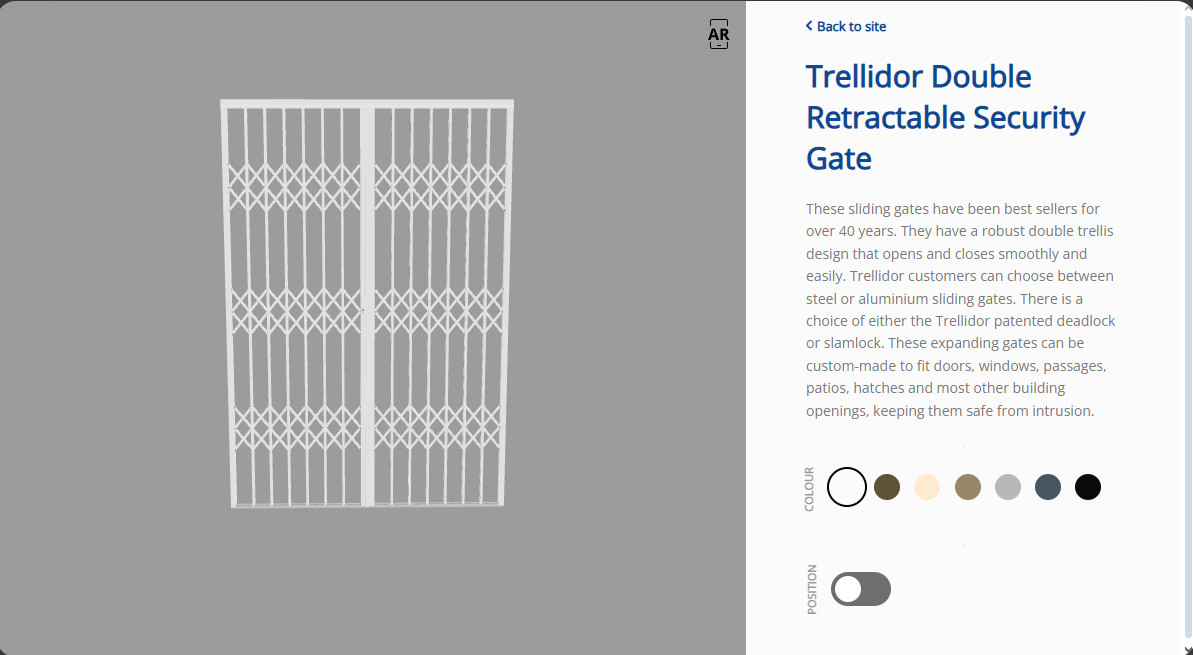 AR
Back to site
Trellidor Double
Retractable Security
Gate
These sliding gates have been best sellers for
over 40 years. They have a robust double trellis
design that opens and closes smoothly and
easily. Trellidor customers can choose between
steel or aluminium sliding gates. There is a
choice of either the Trellidor patented deadlock
or slamlock. These expanding gates can be
custom-made to fit doors, windows, passages,
patios, hatches and most other building
openings, keeping them safe from intrusion.
COLOUR
POSITION